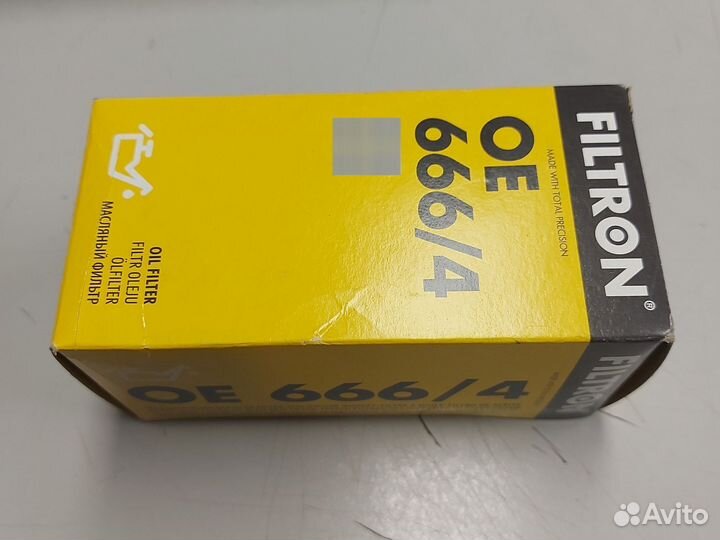 FILTRON®
MADE WITH TOTAL PRECISION
OE
666/4
OIL FILTER
FILTR OLEJU
ÖLFILTER
МАСЛЯНЫЙ ФИЛЬТР
FILTRON
OE 666/4
Avito